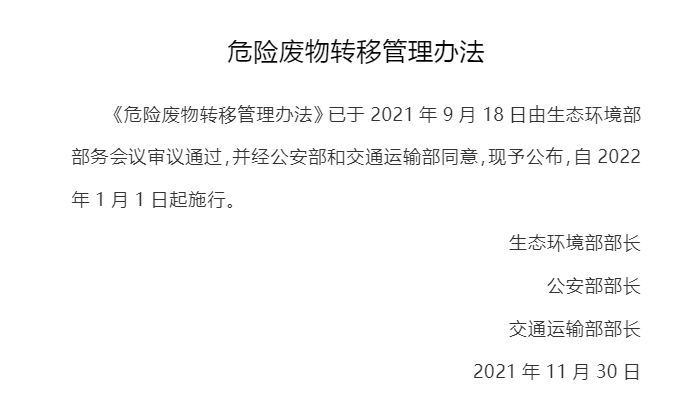 危险废物转移管理办法
《危险废物转移管理办法》已于 2021 年 9 月 18 日由生态环境部
部务会议审议通过,并经公安部和交通运输部同意,现予公布,自 2022
年 1 月 1 日起施行。
生态环境部部长
公安部部长
交通运输部部长
2021 年 11 月 30 日